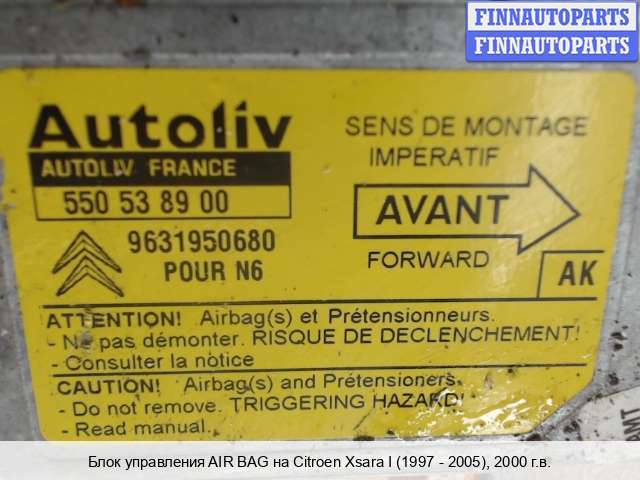 FINNAUTOPARTS
FINNAUTOPARTS
Autoliv
AUTOLIV FRANCE
550 53 89 00
9631950680
POUR N6
SENS DE MONTAGE
IMPERATIF
AVANT
FORWARD
AK
ATTENTION! Airbag(s) et Prétensionneurs.
- Ne pas démonter. RISQUE DE DECLENCHEMENT!
- Consulter la notice
CAUTION! Airbag(s) and Prétensioners.
- Do not remove. TRIGGERING HAZARD!
- Read manual.
Блок управления AIR BAG на Citroen Xsara I (1997 - 2005), 2000 г.в.